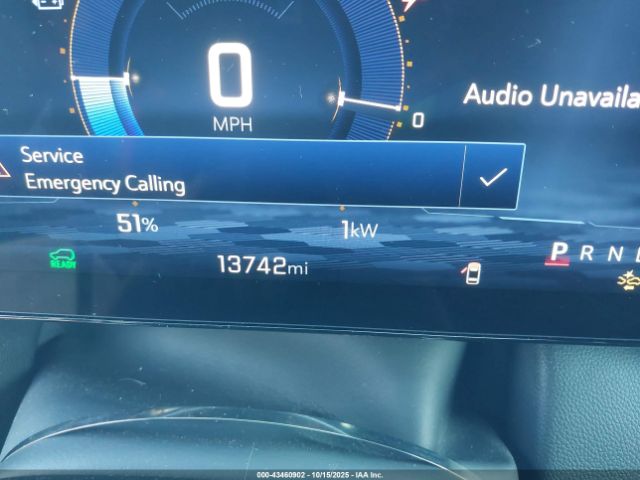 0
MPH
0
Audio Unavaila
Service
Emergency Calling
51%
1kW
READY
13742mi
P R N D
000-43460902 - 10/15/2025 - IAA Inc.